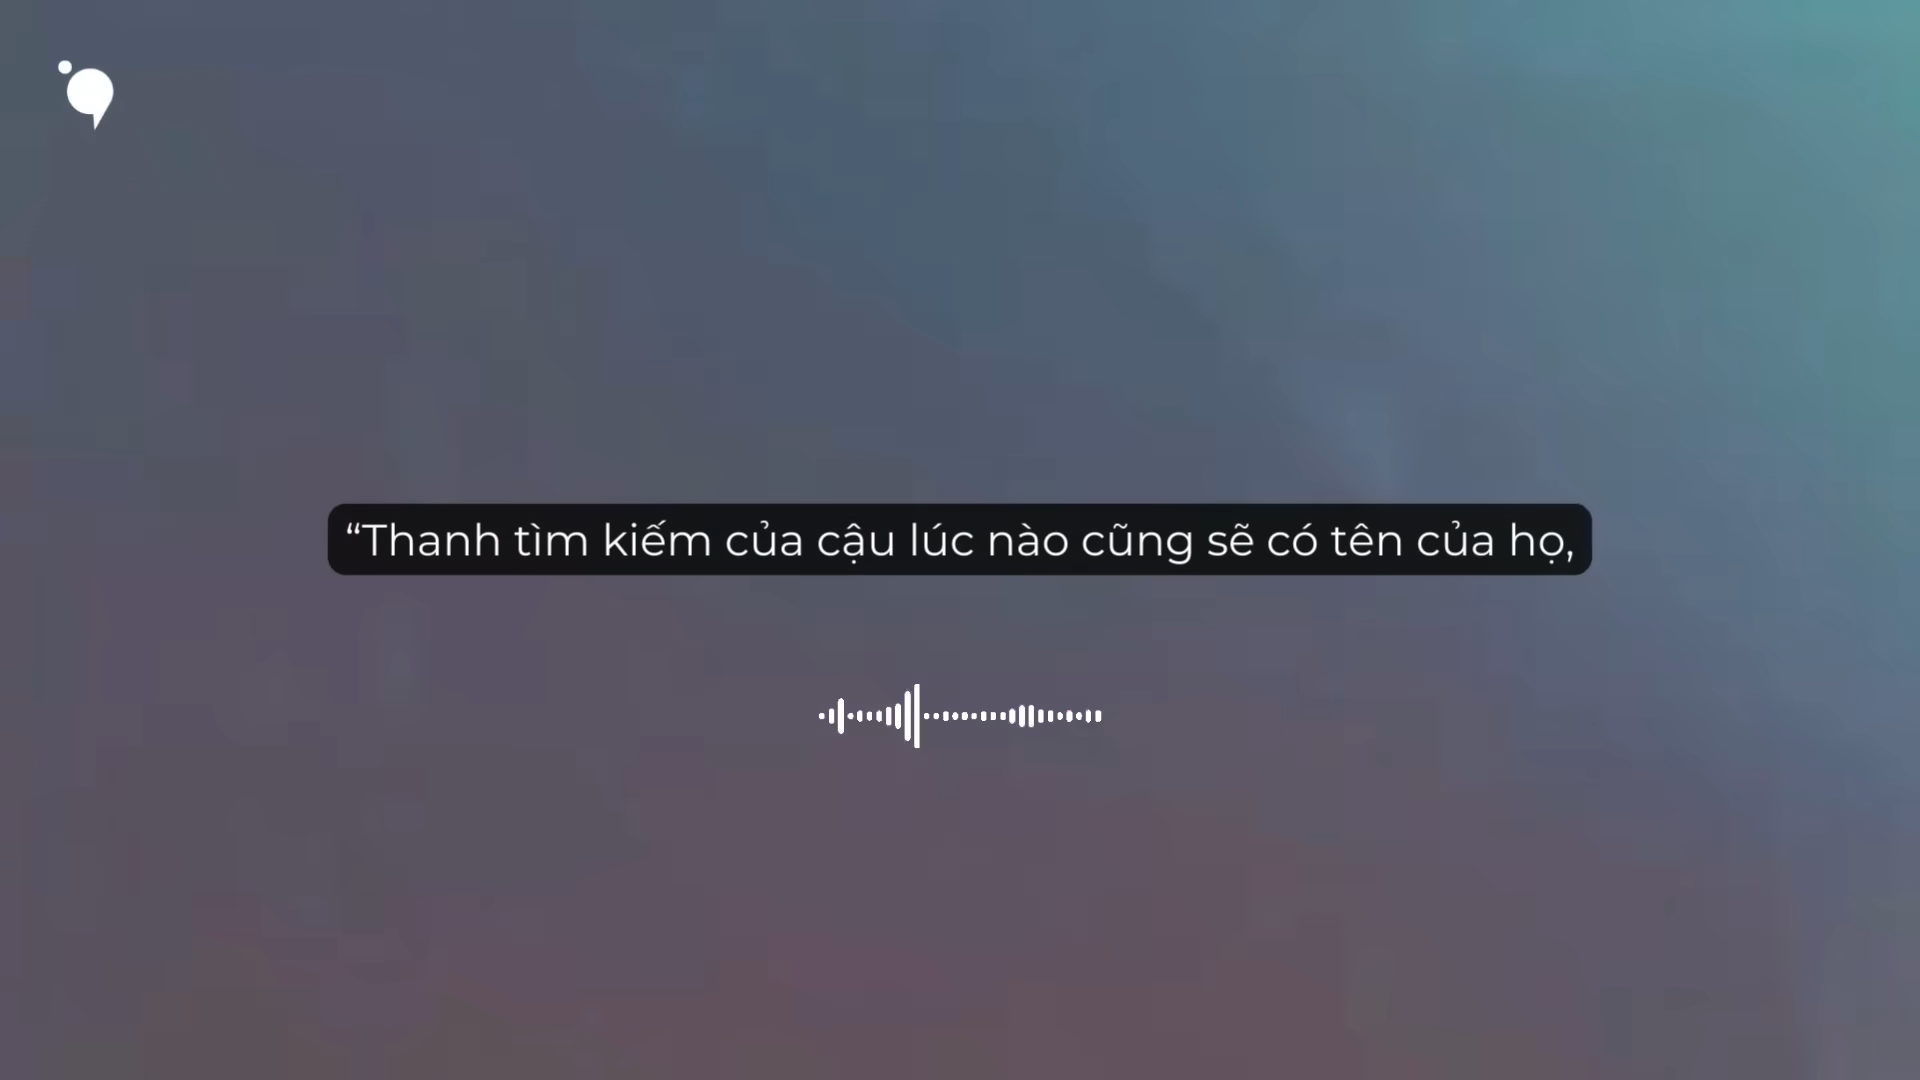 “Thanh tìm kiếm của cậu lúc nào cũng sẽ có tên của họ,